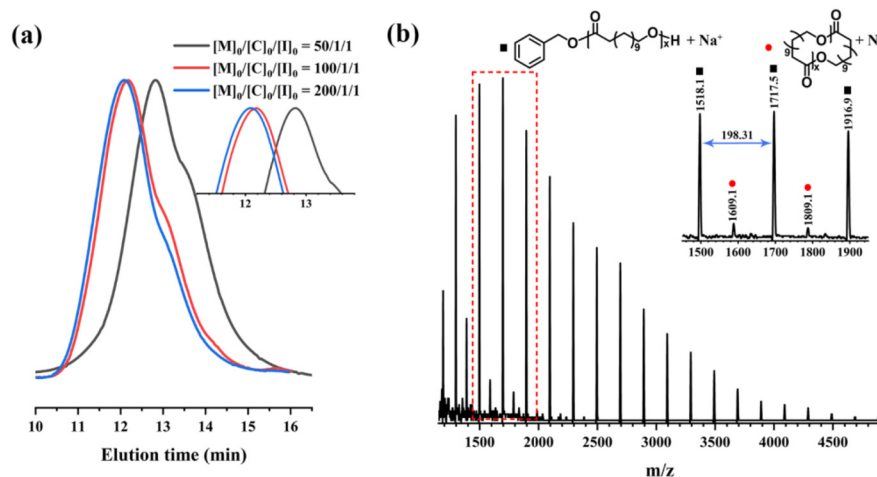 (a)
[M]₀/[C]₀/[I]₀ = 50/1/1
[M]₀/[C]₀/[I]₀ = 100/1/1
[M]₀/[C]₀/[I]₀ = 200/1/1
12 13
10 11 12 13 14 15 16
Elution time (min)
(b)
O
O
O
( )₉
x
H + Na⁺
O
O
9
x
O
O
9
+ N
1518.1
1717.5
1916.9
198.31
1609.1
1809.1
1500 1600 1700 1800 1900
1500 2000 2500 3000 3500 4000 4500
m/z